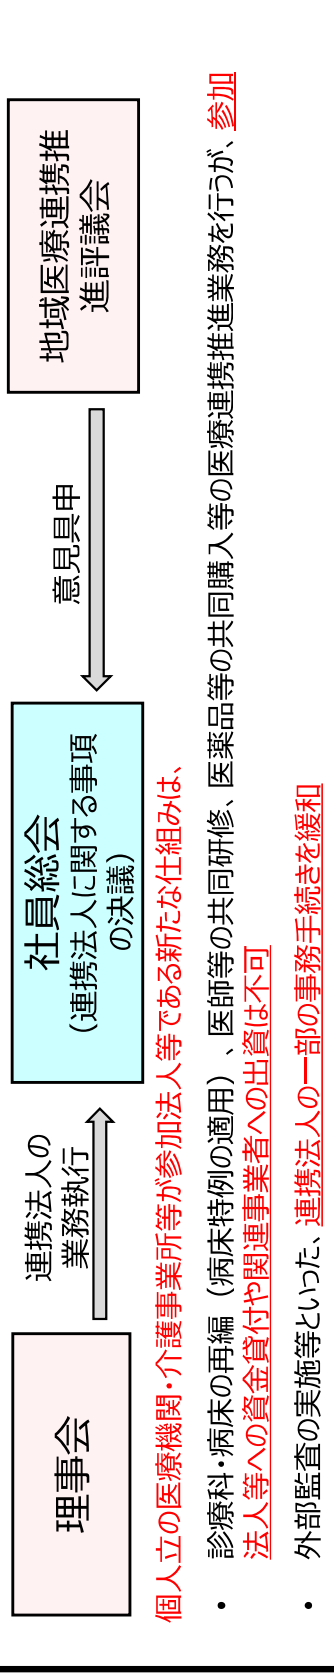 理事会
連携法人の
業務執行
社員総会
（連携法人に関する事項
の決議）
意見具申
地域医療連携推
進評議会
個人立の医療機関・介護事業所等が参加法人等である新たな仕組みは、
• 診療科・病床の再編（病床特例の適用）、医師等の共同研修、医薬品等の共同購入等の医療連携推進業務を行うが、参加
法人等への資金貸付や関連事業者への出資は不可
• 外部監査の実施等といった、連携法人の一部の事務手続きを緩和